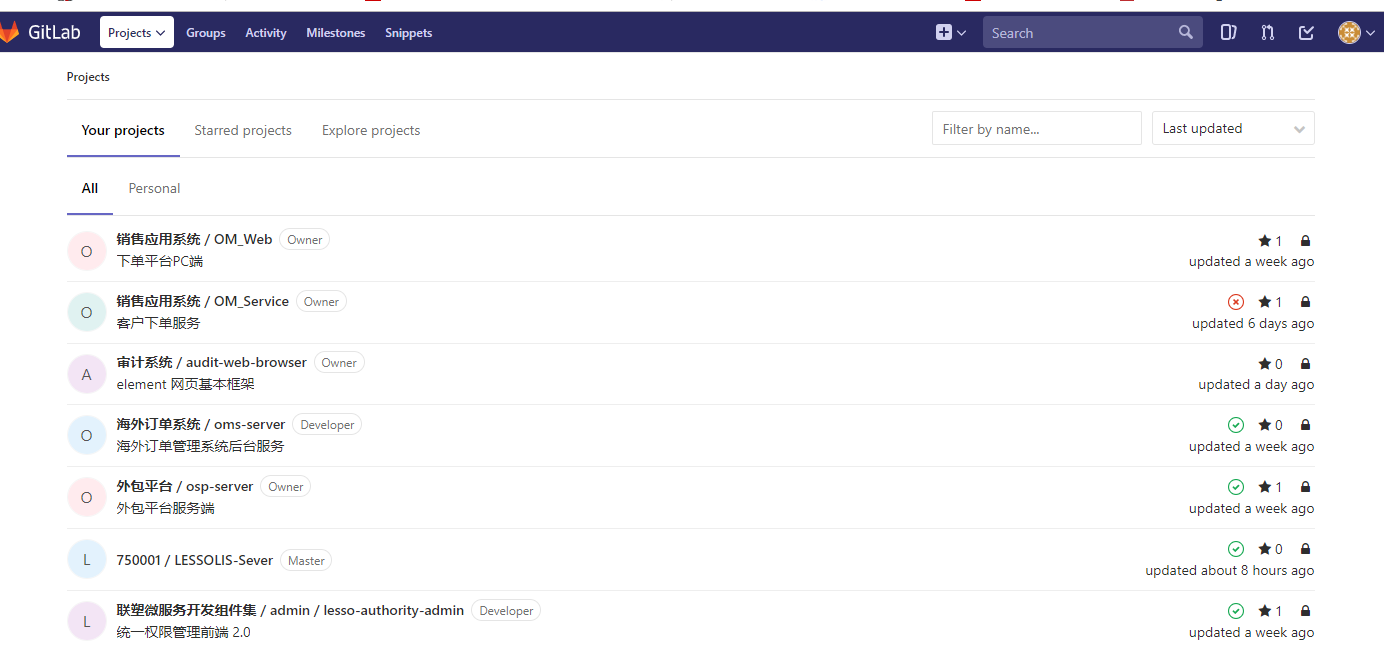 GitLab Projects Groups Activity Milestones Snippets Search
Projects
Your projects Starred projects Explore projects Filter by name... Last updated
All Personal
O 销售应用系统 / OM_Web Owner 1
下单平台PC端 updated a week ago
O 销售应用系统 / OM_Service Owner 1
客户下单服务 updated 6 days ago
A 审计系统 / audit-web-browser Owner 0
element 网页基本框架 updated a day ago
O 海外订单系统 / oms-server Developer 0
海外订单管理系统后台服务 updated a week ago
O 外包平台 / osp-server Owner 1
外包平台服务端 updated a week ago
L 750001 / LESSOLIS-Sever Master 0
updated about 8 hours ago
L 联塑微服务开发组件集 / admin / lesso-authority-admin Developer 1
统一权限管理前端 2.0 updated a week ago